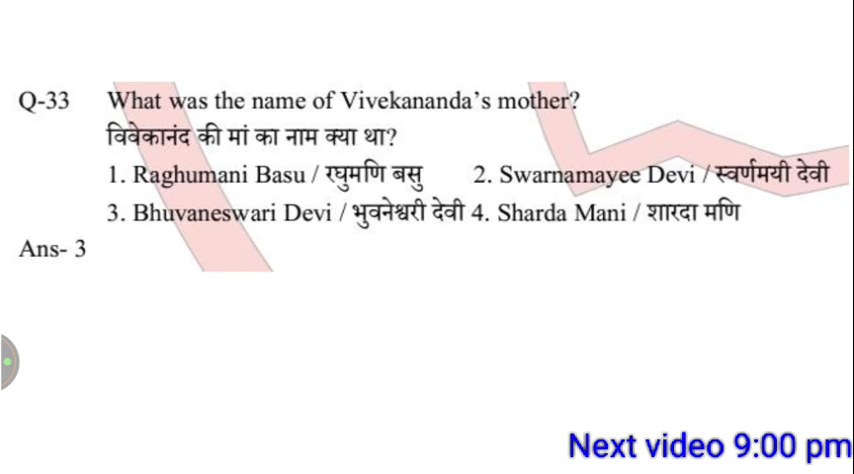 Q-33 What was the name of Vivekananda's mother?
विवेकानंद की मां का नाम क्या था?
1. Raghumani Basu / रघुमणि बसु 2. Swarnamayee Devi / स्वर्णमयी देवी
3. Bhuvaneswari Devi / भुवनेश्वरी देवी 4. Sharda Mani / शारदा मणि
Ans- 3
Next video 9:00 pm